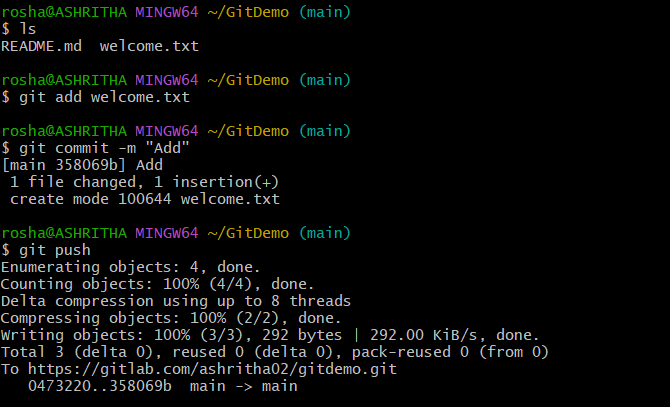 rosha@ASHRITHA MINGW64 ~/GitDemo (main)
$ ls
README.md  welcome.txt
rosha@ASHRITHA MINGW64 ~/GitDemo (main)
$ git add welcome.txt
rosha@ASHRITHA MINGW64 ~/GitDemo (main)
$ git commit -m "Add"
[main 358069b] Add
 1 file changed, 1 insertion(+)
 create mode 100644 welcome.txt
rosha@ASHRITHA MINGW64 ~/GitDemo (main)
$ git push
Enumerating objects: 4, done.
Counting objects: 100% (4/4), done.
Delta compression using up to 8 threads
Compressing objects: 100% (2/2), done.
Writing objects: 100% (3/3), 292 bytes | 292.00 KiB/s, done.
Total 3 (delta 0), reused 0 (delta 0), pack-reused 0 (from 0)
To https://gitlab.com/ashritha02/gitdemo.git
   0473220..358069b  main -> main